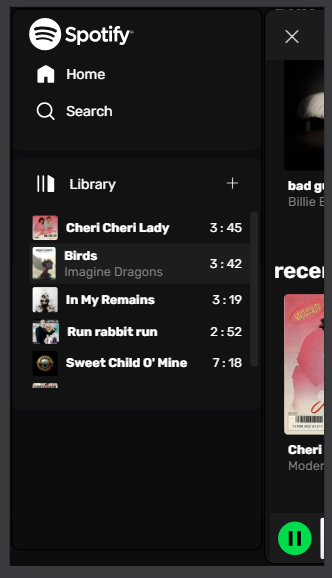 Spotify
Home
Search
Library
Cheri Cheri Lady 3:45
Birds
Imagine Dragons 3:42
In My Remains 3:19
Run rabbit run 2:52
Sweet Child O' Mine 7:18
bad gu
Billie E
recen
Cheri
Moder